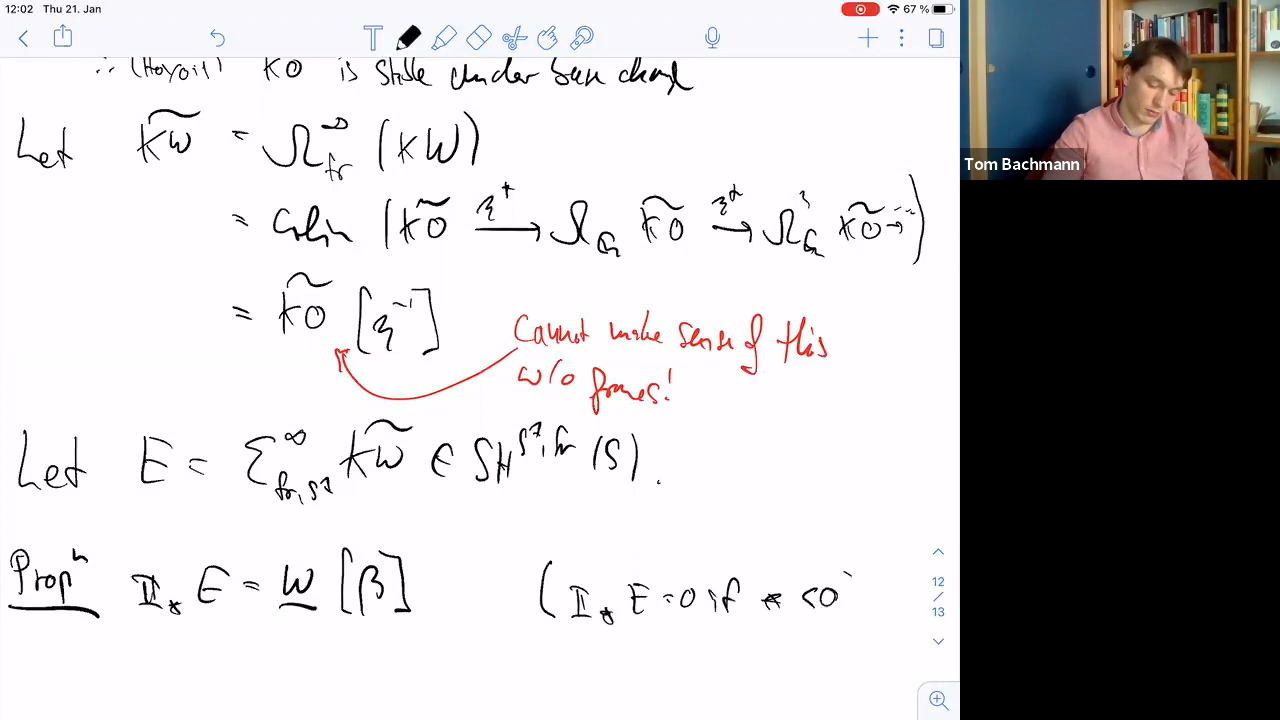 12:02 Thu 21. Jan
67 %
T
KO is stable under base change
Let K̃W = Ω^∞_fr (KW)
= colim (K̃O —η*→ Ω_Gm K̃O —η*→ Ω²_Gm K̃O → ...)
= K̃O [η⁻¹]
Cannot make sense of this
w/o frames!
Let E = Σ^∞_{fr,S¹} K̃W ∈ SH^{S¹,fr} (S).
Propⁿ π_* E = W [β] (π_* E = 0 if * < 0
Tom Bachmann
12
/
13